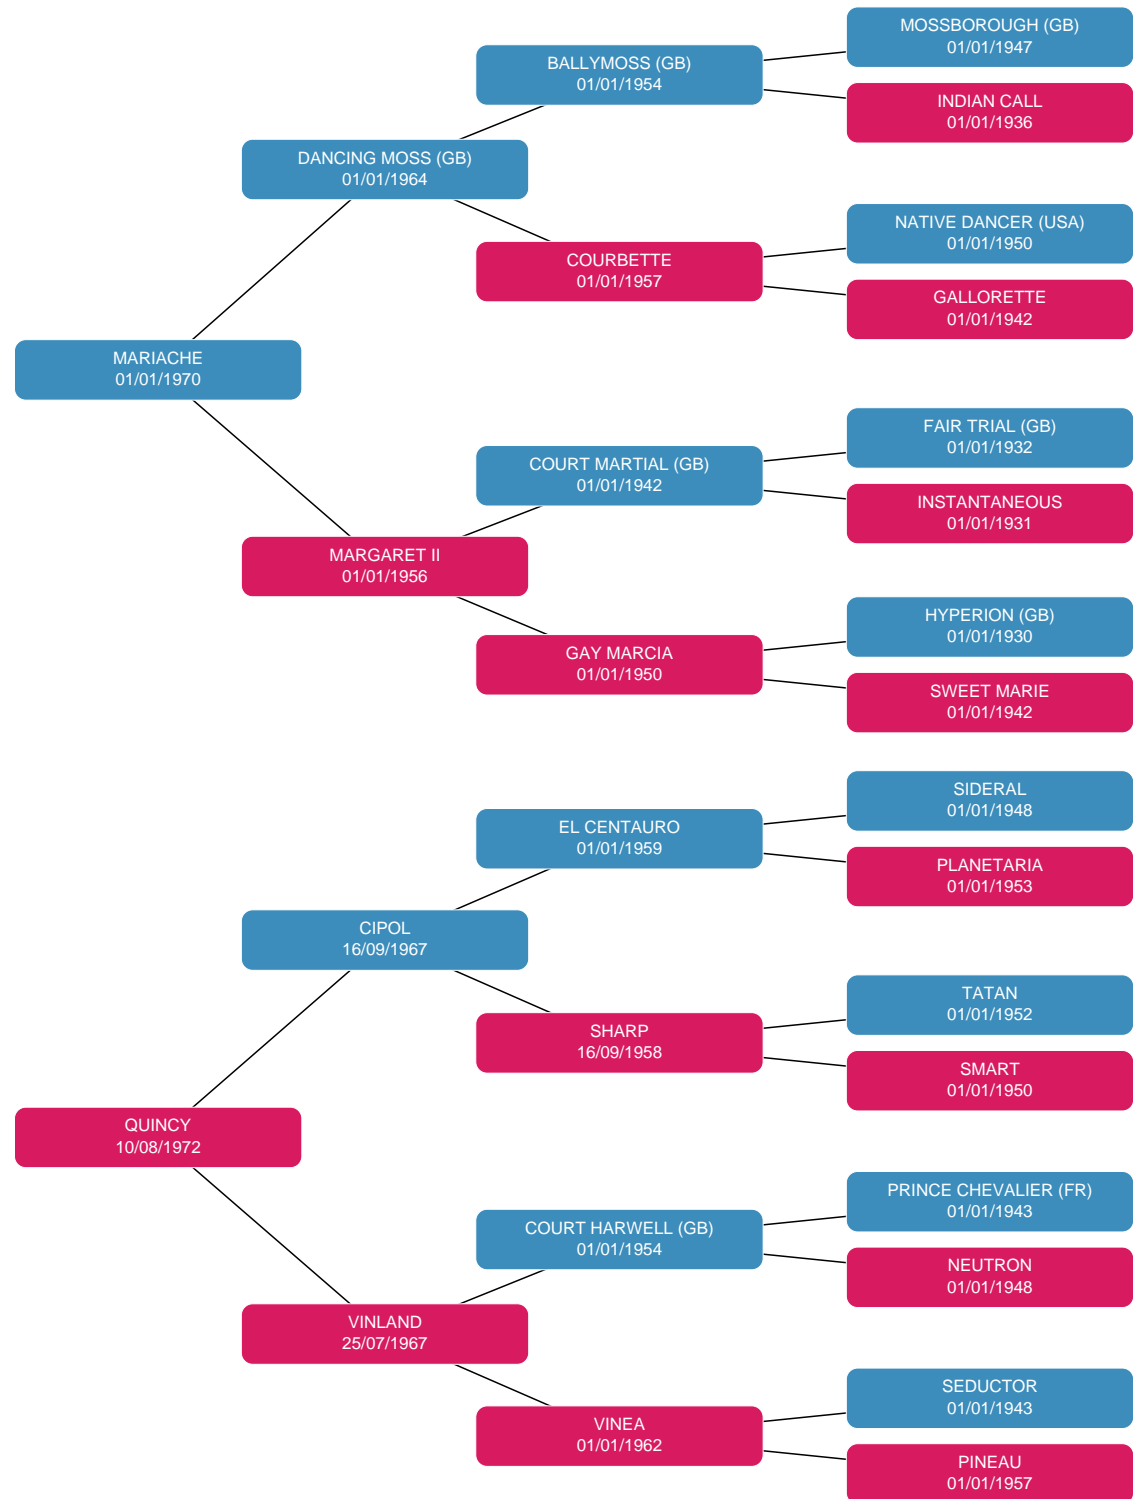 MOSSBOROUGH (GB)
01/01/1947
BALLYMOSS (GB)
01/01/1954
INDIAN CALL
01/01/1936
DANCING MOSS (GB)
01/01/1964
NATIVE DANCER (USA)
01/01/1950
COURBETTE
01/01/1957
GALLORETTE
01/01/1942
MARIACHE
01/01/1970
FAIR TRIAL (GB)
01/01/1932
COURT MARTIAL (GB)
01/01/1942
INSTANTANEOUS
01/01/1931
MARGARET II
01/01/1956
HYPERION (GB)
01/01/1930
GAY MARCIA
01/01/1950
SWEET MARIE
01/01/1942
SIDERAL
01/01/1948
EL CENTAURO
01/01/1959
PLANETARIA
01/01/1953
CIPOL
16/09/1967
TATAN
01/01/1952
SHARP
16/09/1958
SMART
01/01/1950
QUINCY
10/08/1972
PRINCE CHEVALIER (FR)
01/01/1943
COURT HARWELL (GB)
01/01/1954
NEUTRON
01/01/1948
VINLAND
25/07/1967
SEDUCTOR
01/01/1943
VINEA
01/01/1962
PINEAU
01/01/1957